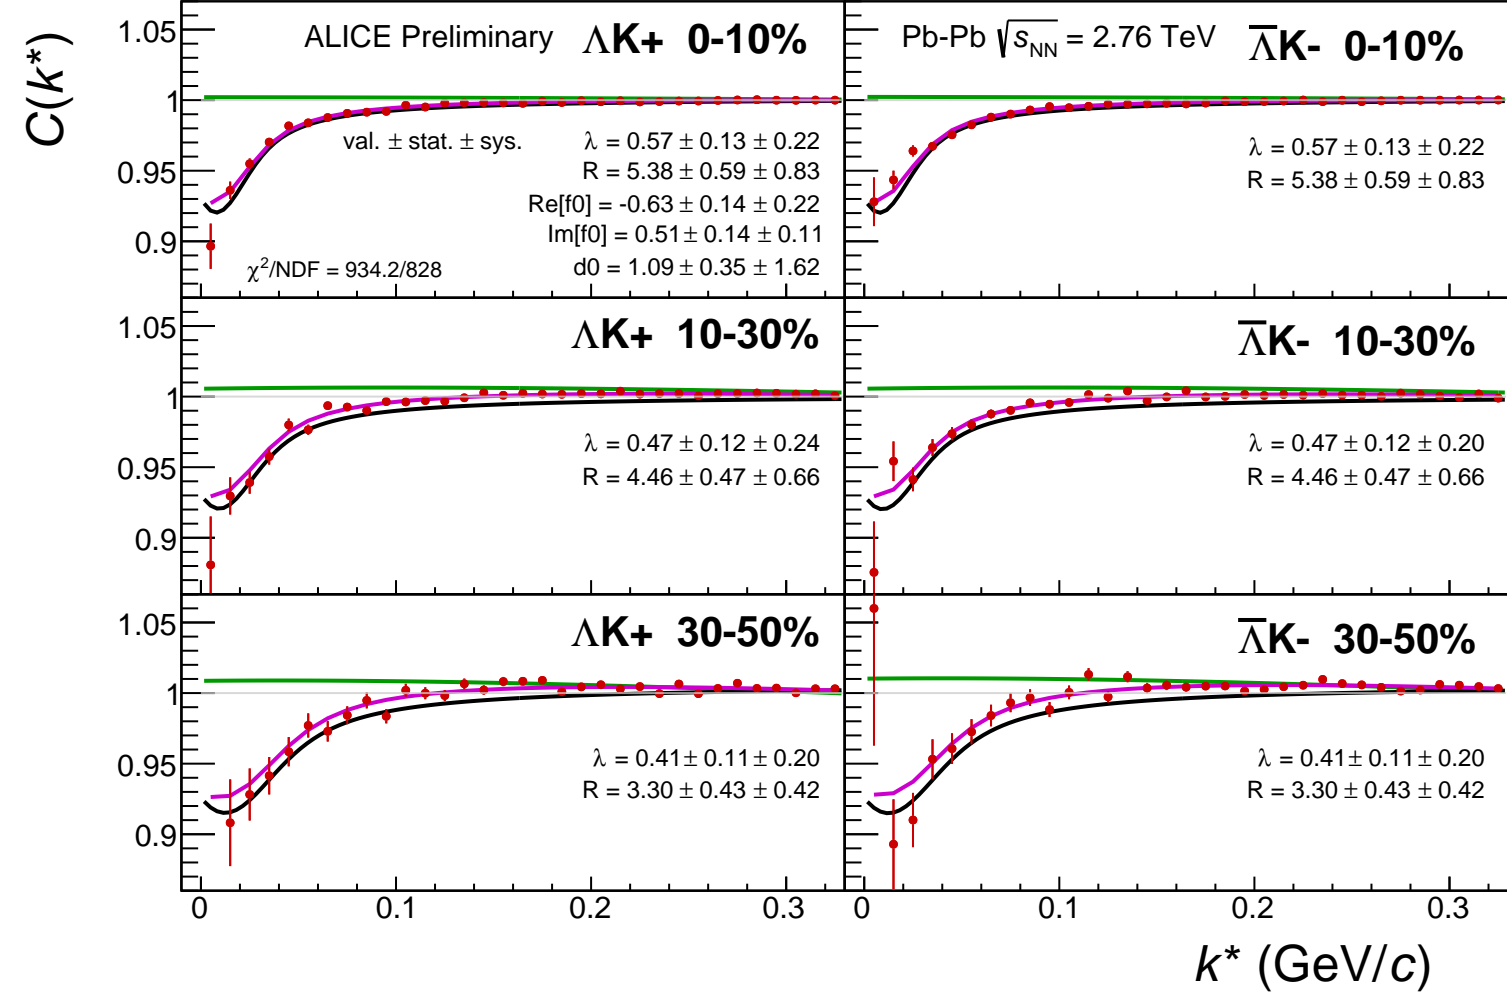 C(k*)
ALICE Preliminary ΛK+ 0-10%
1.05
1
0.95
0.9
val. ± stat. ± sys.
λ = 0.57 ± 0.13 ± 0.22
R = 5.38 ± 0.59 ± 0.83
Re[f0] = -0.63 ± 0.14 ± 0.22
Im[f0] = 0.51 ± 0.14 ± 0.11
d0 = 1.09 ± 0.35 ± 1.62
χ²/NDF = 934.2/828
Pb-Pb √s_NN = 2.76 TeV Λ̅K- 0-10%
λ = 0.57 ± 0.13 ± 0.22
R = 5.38 ± 0.59 ± 0.83
ΛK+ 10-30%
1.05
1
0.95
0.9
λ = 0.47 ± 0.12 ± 0.24
R = 4.46 ± 0.47 ± 0.66
Λ̅K- 10-30%
λ = 0.47 ± 0.12 ± 0.20
R = 4.46 ± 0.47 ± 0.66
ΛK+ 30-50%
1.05
1
0.95
0.9
λ = 0.41 ± 0.11 ± 0.20
R = 3.30 ± 0.43 ± 0.42
Λ̅K- 30-50%
λ = 0.41 ± 0.11 ± 0.20
R = 3.30 ± 0.43 ± 0.42
0 0.1 0.2 0.3
0 0.1 0.2 0.3
k* (GeV/c)